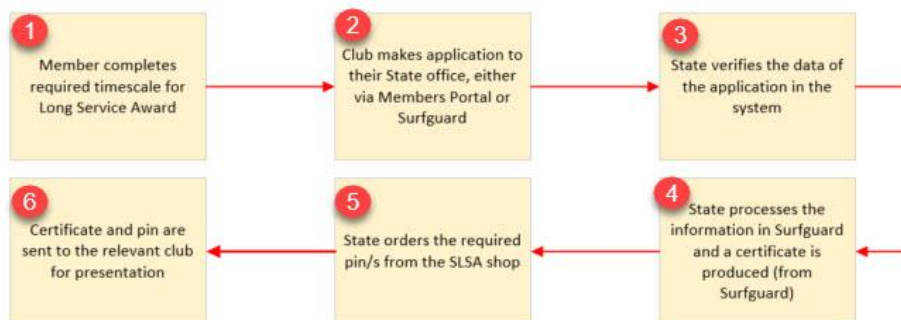 1
Member completes
required timescale for
Long Service Award
2
Club makes application to
their State office, either
via Members Portal or
Surfguard
3
State verifies the data of
the application in the
system
4
State processes the
information in Surfguard
and a certificate is
produced (from
Surfguard)
5
State orders the required
pin/s from the SLSA shop
6
Certificate and pin are
sent to the relevant club
for presentation